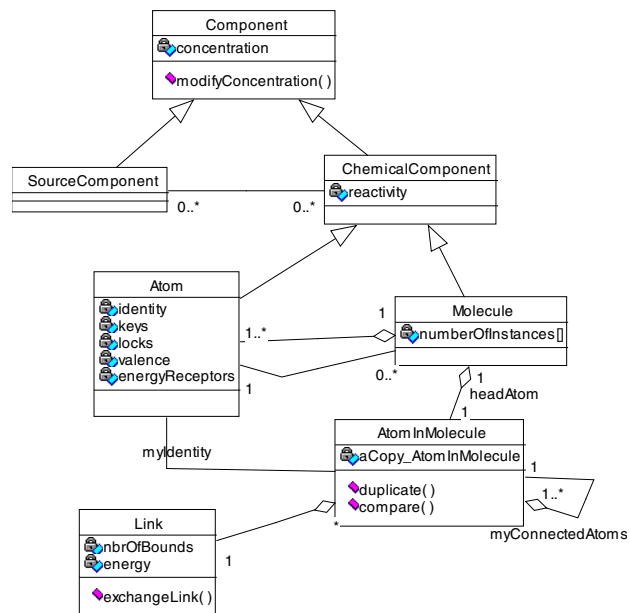 Component
concentration
modifyConcentration( )
SourceComponent
0..*
0..*
ChemicalComponent
reactivity
Atom
identity
keys
locks
valence
energyReceptors
1
1..*
Molecule
numberOfInstances[]
1
0..*
1
headAtom
1
AtomInMolecule
aCopy_AtomInMolecule
duplicate( )
compare( )
myIdentity
1
1..*
myConnectedAtoms
*
Link
nbrOfBounds
energy
exchangeLink( )
1